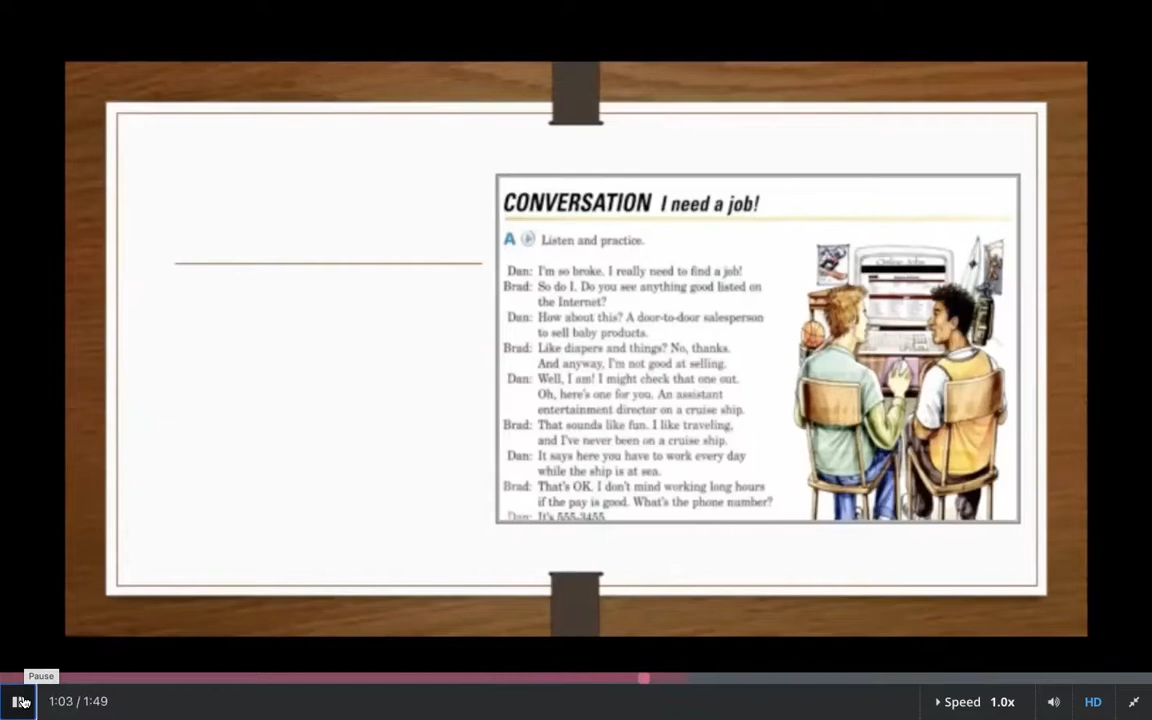 CONVERSATION I need a job!
A Listen and practice.
Dan: I'm so broke. I really need to find a job!
Brad: So do I. Do you see anything good listed on
the Internet?
Dan: How about this? A door-to-door salesperson
to sell baby products.
Brad: Like diapers and things? No, thanks.
And anyway, I'm not good at selling.
Dan: Well, I am! I might check that one out.
Oh, here's one for you. An assistant
entertainment director on a cruise ship.
Brad: That sounds like fun. I like traveling,
and I've never been on a cruise ship.
Dan: It says here you have to work every day
while the ship is at sea.
Brad: That's OK. I don't mind working long hours
if the pay is good. What's the phone number?
Dan: It's 555-3455
Online Jobs
Pause
1:03 / 1:49
Speed 1.0x
HD